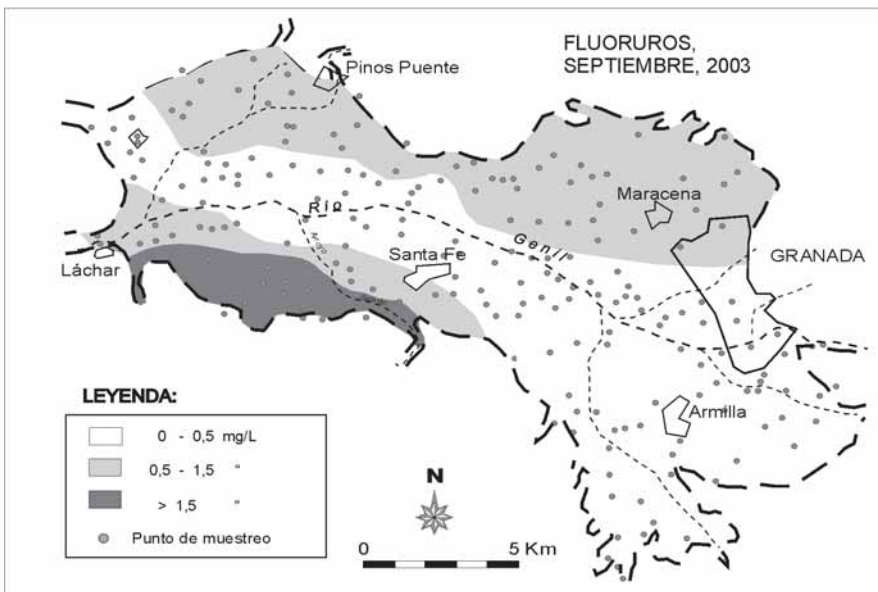 FLUORUROS,
SEPTIEMBRE, 2003
Pinos Puente
Maracena
Río
Genil
Santa Fe
GRANADA
Láchar
Armilla
LEYENDA:
0 - 0,5 mg/L
0,5 - 1,5 "
> 1,5 "
Punto de muestreo
N
0 5 Km